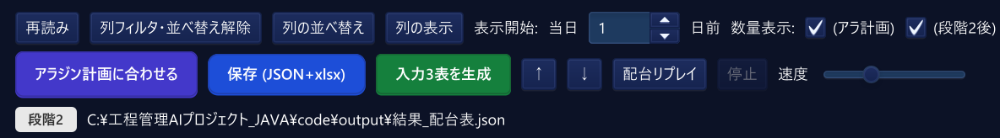 再読み 列フィルタ・並べ替え解除 列の並べ替え 列の表示 表示開始: 当日 1 日前 数量表示: (アラ計画) (段階2後)
アラジン計画に合わせる 保存 (JSON+xlsx) 入力3表を生成 ↑ ↓ 配台リプレイ 停止 速度
段階2 C:¥工程管理AIプロジェクト_JAVA¥code¥output¥結果_配台表.json